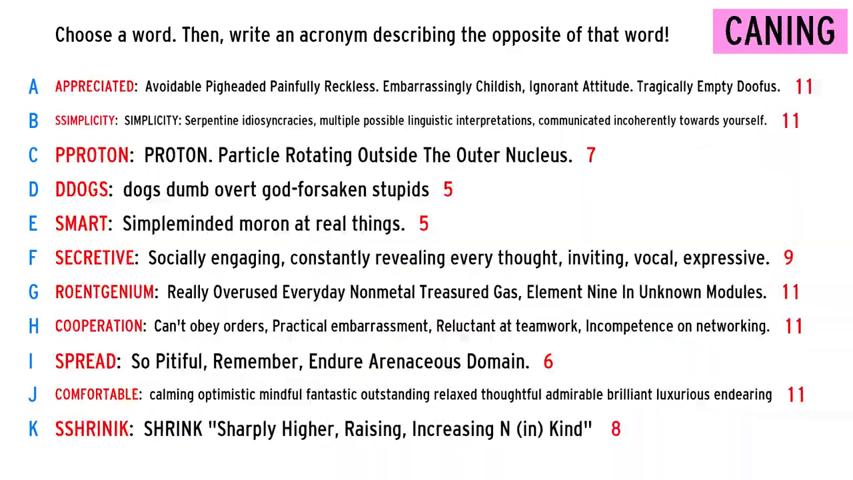 Choose a word. Then, write an acronym describing the opposite of that word!
CANING
A APPRECIATED: Avoidable Pigheaded Painfully Reckless. Embarrassingly Childish, Ignorant Attitude. Tragically Empty Doofus. 11
B SSIMPLICITY: SIMPLICITY: Serpentine idiosyncracies, multiple possible linguistic interpretations, communicated incoherently towards yourself. 11
C PPROTON: PROTON. Particle Rotating Outside The Outer Nucleus. 7
D DDOGS: dogs dumb overt god-forsaken stupids 5
E SMART: Simpleminded moron at real things. 5
F SECRETIVE: Socially engaging, constantly revealing every thought, inviting, vocal, expressive. 9
G ROENTGENIUM: Really Overused Everyday Nonmetal Treasured Gas, Element Nine In Unknown Modules. 11
H COOPERATION: Can't obey orders, Practical embarrassment, Reluctant at teamwork, Incompetence on networking. 11
I SPREAD: So Pitiful, Remember, Endure Arenaceous Domain. 6
J COMFORTABLE: calming optimistic mindful fantastic outstanding relaxed thoughtful admirable brilliant luxurious endearing 11
K SSHRINIK: SHRINK "Sharply Higher, Raising, Increasing N (in) Kind" 8